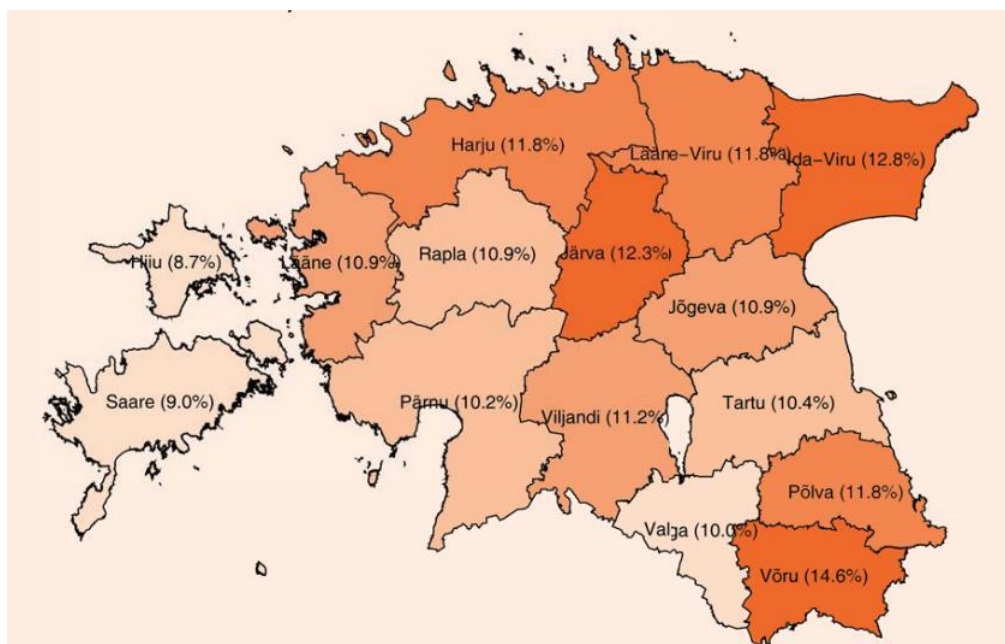 Harju (11.8%)
Lääne−Viru (11.8%)
Ida−Viru (12.8%)
Hiiu (8.7%)
Lääne (10.9%)
Rapla (10.9%)
Järva (12.3%)
Jõgeva (10.9%)
Saare (9.0%)
Pärnu (10.2%)
Viljandi (11.2%)
Tartu (10.4%)
Põlva (11.8%)
Valga (10.0%)
Võru (14.6%)